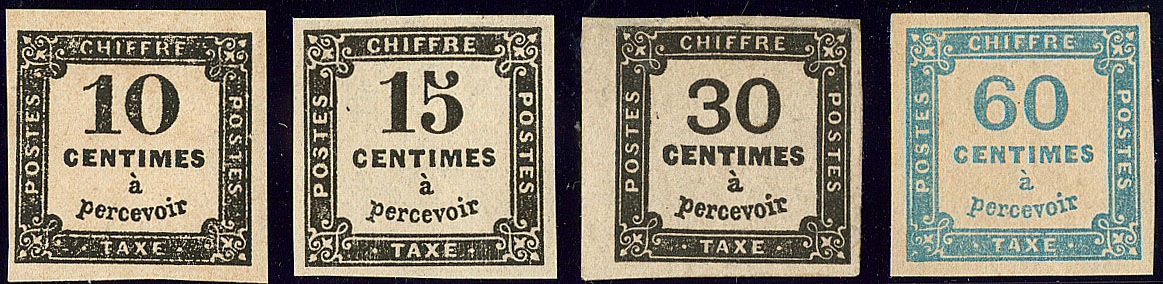 CHIFFRE
POSTES
10
CENTIMES
à
percevoir
POSTES
· TAXE ·
CHIFFRE
POSTES
15
CENTIMES
à
percevoir
POSTES
· TAXE ·
CHIFFRE
POSTES
30
CENTIMES
à
percevoir
POSTES
· TAXE ·
CHIFFRE
POSTES
60
CENTIMES
à
percevoir
POSTES
· TAXE ·